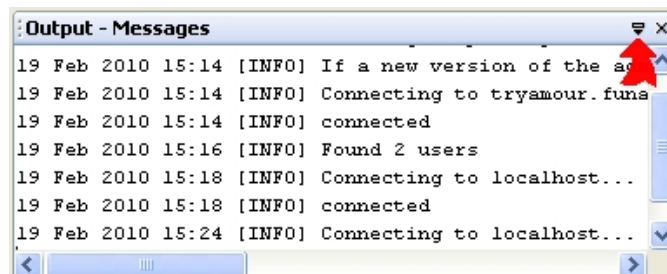 Output - Messages
19 Feb 2010 15:14 [INFO] If a new version of the
19 Feb 2010 15:14 [INFO] Connecting to tryamour.funa
19 Feb 2010 15:14 [INFO] connected
19 Feb 2010 15:16 [INFO] Found 2 users
19 Feb 2010 15:18 [INFO] Connecting to localhost...
19 Feb 2010 15:18 [INFO] connected
19 Feb 2010 15:24 [INFO] Connecting to localhost...